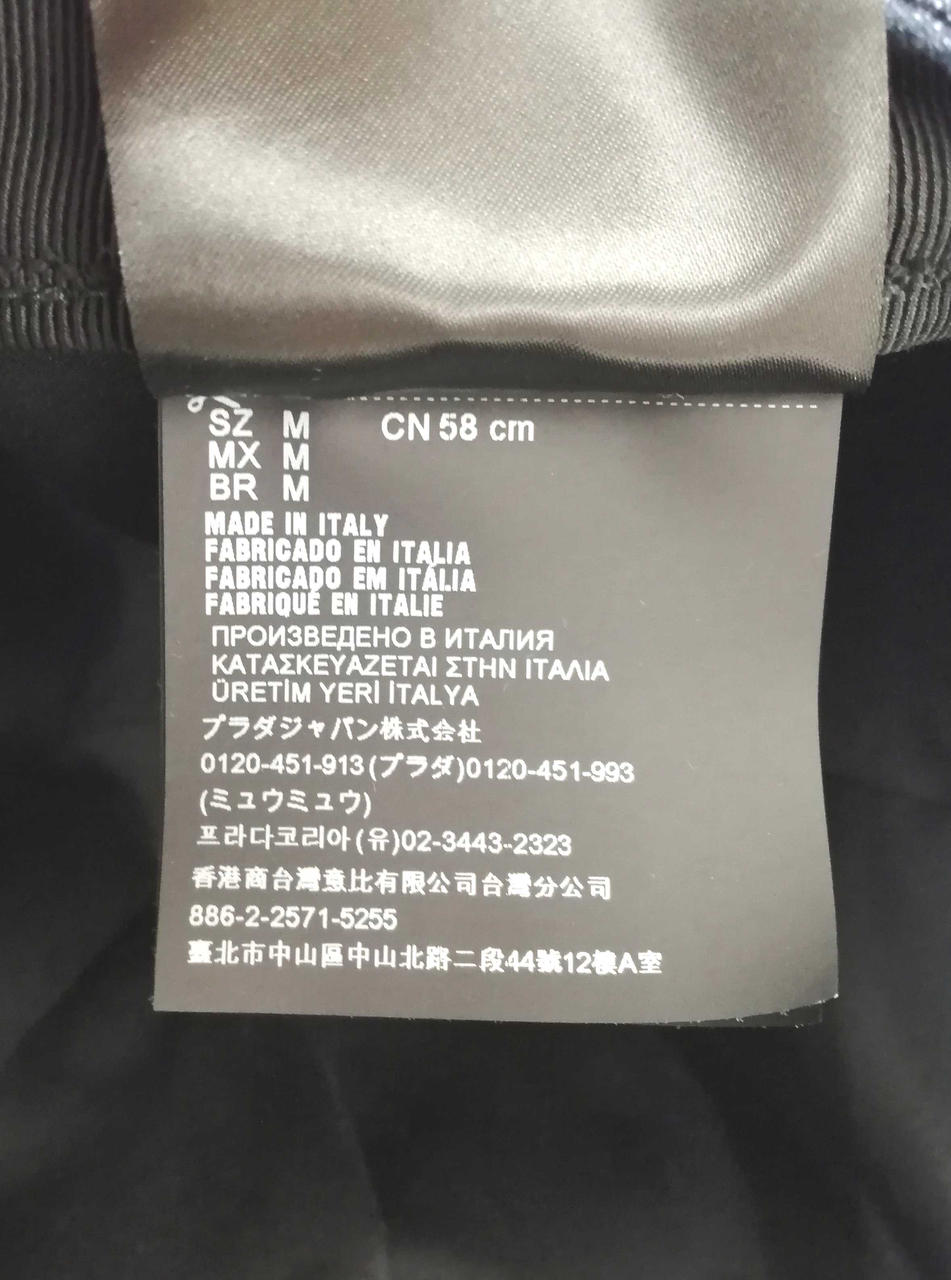 SZ M CN 58 cm
MX M
BR M
MADE IN ITALY
FABRICADO EN ITALIA
FABRICADO EM ITÁLIA
FABRIQUÉ EN ITALIE
ПРОИЗВЕДЕНО В ИТАЛИЯ
ΚΑΤΑΣΚΕΥΑΖΕΤΑΙ ΣΤΗΝ ΙΤΑΛΙΑ
ÜRETİM YERİ İTALYA
プラダジャパン株式会社
0120-451-913(プラダ)0120-451-993
(ミュウミュウ)
프라다코리아(유)02-3443-2323
香港商台灣意比有限公司台灣分公司
886-2-2571-5255
臺北市中山區中山北路二段44號12樓A室